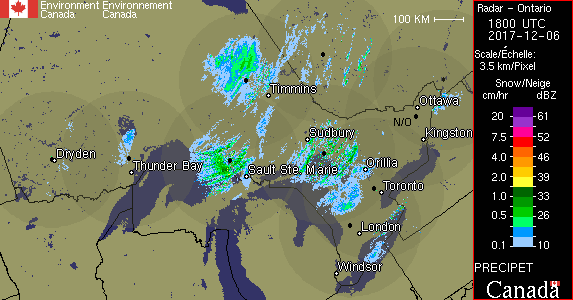 Environment Environnement
Canada Canada
100 KM
Radar - Ontario
1800 UTC
2017-12-06
Scale/Échelle:
3.5 km/Pixel
Snow/Neige
cm/hr dBZ
20 61
7.5 52
4.0 46
2.0 39
1.0 33
0.5 26
0.1 10
PRECIPET
Canada
Timmins
Ottawa
N/O
Sudbury
Kingston
Dryden
Thunder Bay
Sault Ste. Marie
Orillia
Toronto
London
Windsor